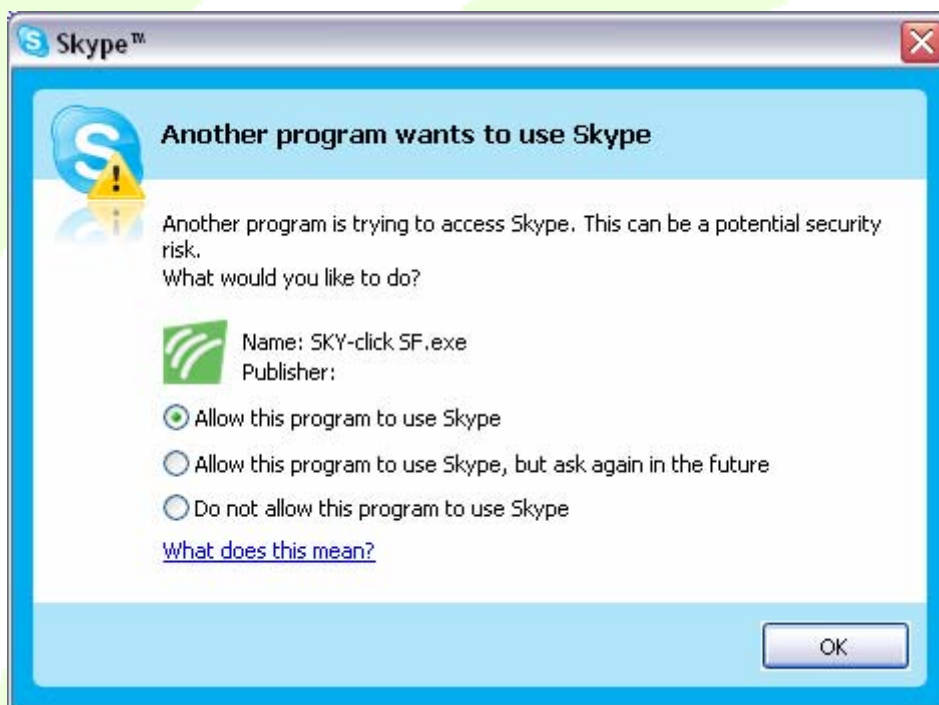 Skype™
Another program wants to use Skype
Another program is trying to access Skype. This can be a potential security
risk.
What would you like to do?
Name: SKY-click SF.exe
Publisher:
Allow this program to use Skype
Allow this program to use Skype, but ask again in the future
Do not allow this program to use Skype
What does this mean?
OK